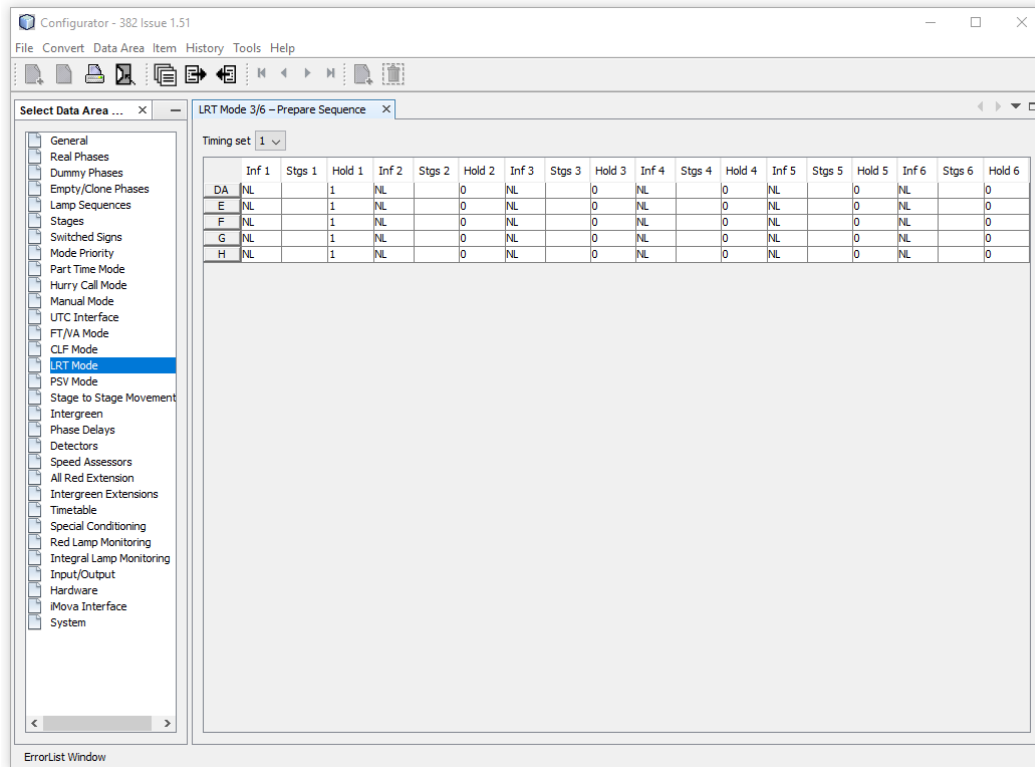 Configurator - 382 Issue 1.51
File Convert Data Area Item History Tools Help
Select Data Area ...
LRT Mode 3/6 – Prepare Sequence
General
Real Phases
Dummy Phases
Empty/Clone Phases
Lamp Sequences
Stages
Switched Signs
Mode Priority
Part Time Mode
Hurry Call Mode
Manual Mode
UTC Interface
FT/VA Mode
CLF Mode
LRT Mode
PSV Mode
Stage to Stage Movement
Intergreen
Phase Delays
Detectors
Speed Assessors
All Red Extension
Intergreen Extensions
Timetable
Special Conditioning
Red Lamp Monitoring
Integral Lamp Monitoring
Input/Output
Hardware
iMova Interface
System
Timing set 1
Inf 1 Stgs 1 Hold 1 Inf 2 Stgs 2 Hold 2 Inf 3 Stgs 3 Hold 3 Inf 4 Stgs 4 Hold 4 Inf 5 Stgs 5 Hold 5 Inf 6 Stgs 6 Hold 6
DA NL 1 NL 0 NL 0 NL 0 NL 0 NL 0
E NL 1 NL 0 NL 0 NL 0 NL 0 NL 0
F NL 1 NL 0 NL 0 NL 0 NL 0 NL 0
G NL 1 NL 0 NL 0 NL 0 NL 0 NL 0
H NL 1 NL 0 NL 0 NL 0 NL 0 NL 0
ErrorList Window